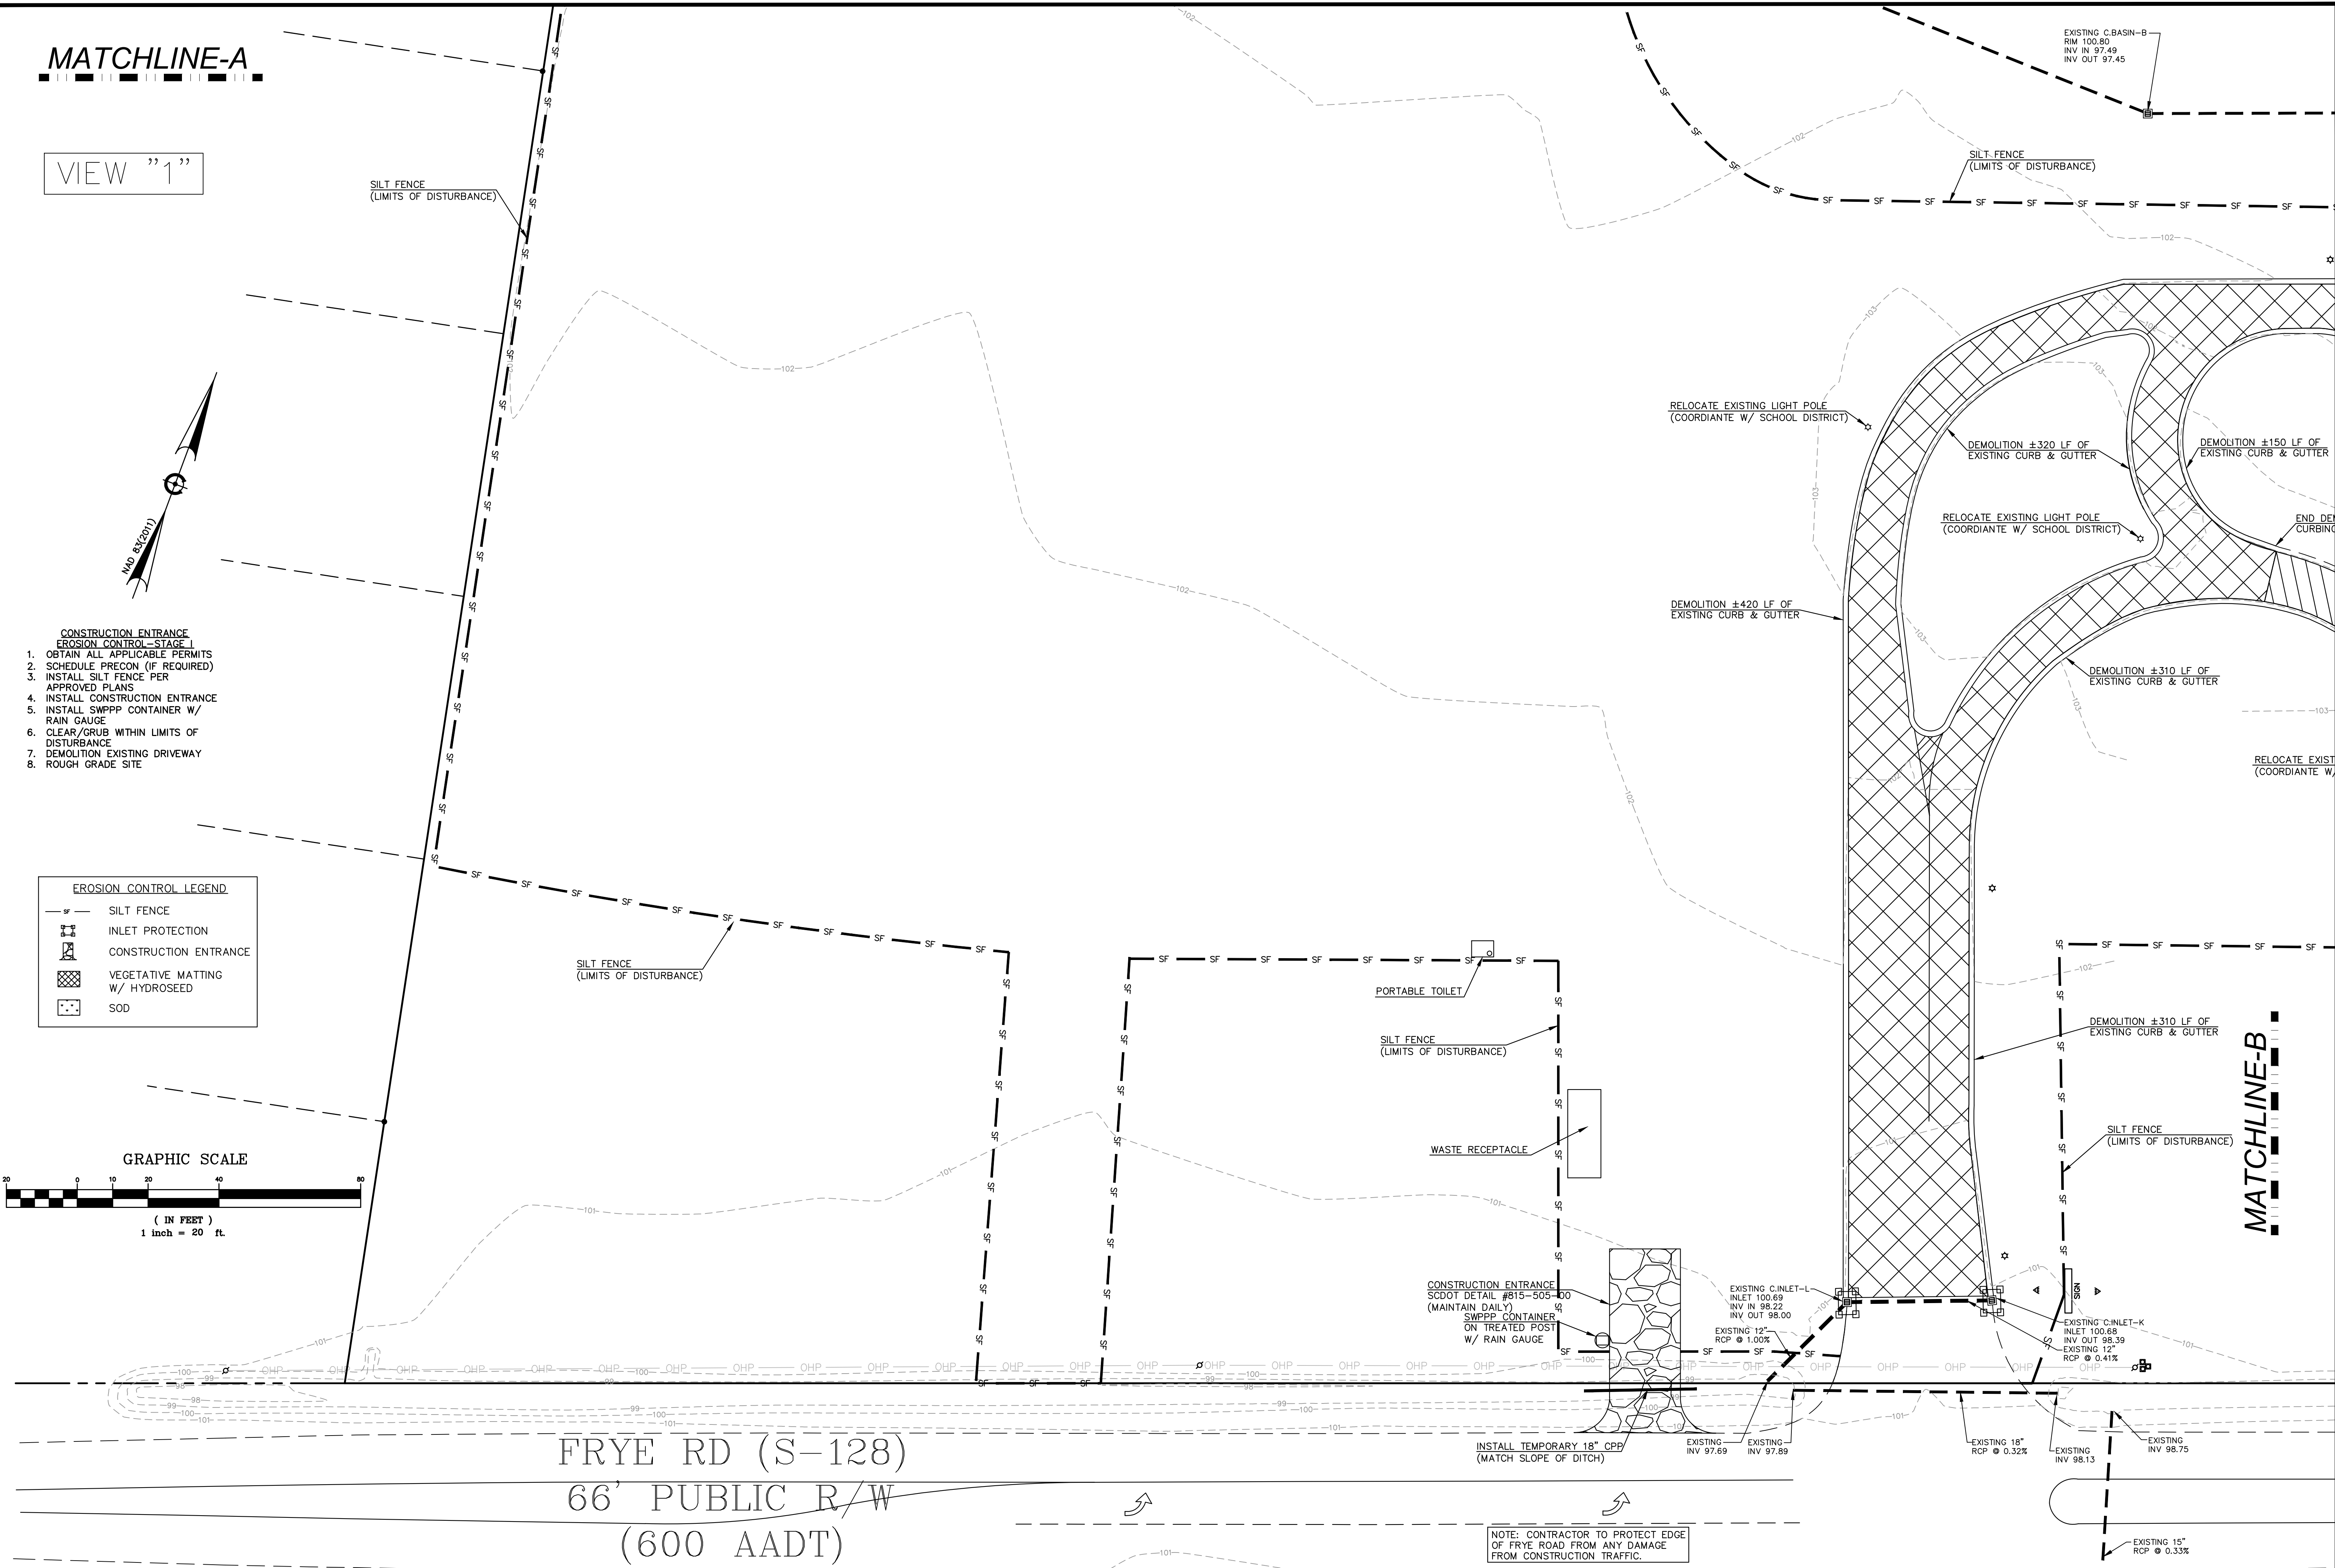 MATCHLINE-A
VIEW "1"
SILT FENCE
(LIMITS OF DISTURBANCE)
EXISTING C.BASIN-B
RIM 100.80
INV IN 97.49
INV OUT 97.45
SILT FENCE
(LIMITS OF DISTURBANCE)
NAD 83(2011)
RELOCATE EXISTING LIGHT POLE
(COORDIANTE W/ SCHOOL DISTRICT)
DEMOLITION ±320 LF OF
EXISTING CURB & GUTTER
DEMOLITION ±150 LF OF
EXISTING CURB & GUTTER
RELOCATE EXISTING LIGHT POLE
(COORDIANTE W/ SCHOOL DISTRICT)
END DE
CURBIN
DEMOLITION ±420 LF OF
EXISTING CURB & GUTTER
DEMOLITION ±310 LF OF
EXISTING CURB & GUTTER
RELOCATE EXIST
(COORDIANTE W/
CONSTRUCTION ENTRANCE
EROSION CONTROL-STAGE I
1. OBTAIN ALL APPLICABLE PERMITS
2. SCHEDULE PRECON (IF REQUIRED)
3. INSTALL SILT FENCE PER
APPROVED PLANS
4. INSTALL CONSTRUCTION ENTRANCE
5. INSTALL SWPPP CONTAINER W/
RAIN GAUGE
6. CLEAR/GRUB WITHIN LIMITS OF
DISTURBANCE
7. DEMOLITION EXISTING DRIVEWAY
8. ROUGH GRADE SITE
EROSION CONTROL LEGEND
SF SILT FENCE
INLET PROTECTION
CONSTRUCTION ENTRANCE
VEGETATIVE MATTING
W/ HYDROSEED
SOD
SILT FENCE
(LIMITS OF DISTURBANCE)
PORTABLE TOILET
SILT FENCE
(LIMITS OF DISTURBANCE)
WASTE RECEPTACLE
DEMOLITION ±310 LF OF
EXISTING CURB & GUTTER
SILT FENCE
(LIMITS OF DISTURBANCE)
MATCHLINE-B
GRAPHIC SCALE
20 0 10 20 40 80
( IN FEET )
1 inch = 20 ft.
CONSTRUCTION ENTRANCE
SCDOT DETAIL #815-505-00
(MAINTAIN DAILY)
SWPPP CONTAINER
ON TREATED POST
W/ RAIN GAUGE
EXISTING C.INLET-L
INLET 100.69
INV IN 98.22
INV OUT 98.00
EXISTING 12"
RCP @ 1.00%
SIGN
EXISTING C.INLET-K
INLET 100.68
INV OUT 98.39
EXISTING 12"
RCP @ 0.41%
INSTALL TEMPORARY 18" CPP
(MATCH SLOPE OF DITCH)
EXISTING
INV 97.69
EXISTING
INV 97.89
EXISTING 18"
RCP @ 0.32%
EXISTING
INV 98.13
EXISTING
INV 98.75
FRYE RD (S-128)
66' PUBLIC R/W
(600 AADT)
NOTE: CONTRACTOR TO PROTECT EDGE
OF FRYE ROAD FROM ANY DAMAGE
FROM CONSTRUCTION TRAFFIC.
EXISTING 15"
RCP @ 0.33%